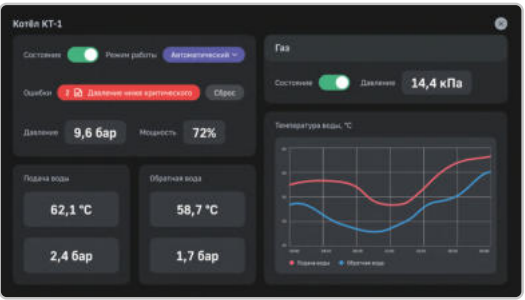 Котёл КТ-1
Состояние Режим работы Автоматический
Ошибки 2 Давление ниже критического Сброс
Давление 9,6 бар Мощность 72%
Подача воды
62,1 °C
2,4 бар
Обратная вода
58,7 °C
1,7 бар
Газ
Состояние Давление 14,4 кПа
Температура воды, °C
Подача воды Обратная вода